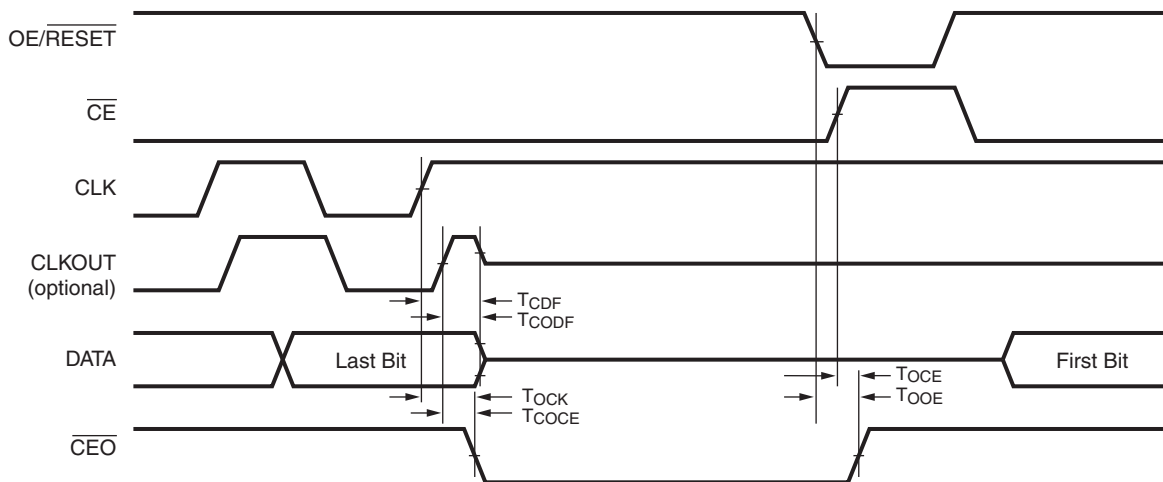 OE/RESET
CE
CLK
CLKOUT
(optional)
TCDF
TCODF
DATA
Last Bit
First Bit
TOCE
TOOE
TOCK
TCOCE
CEO